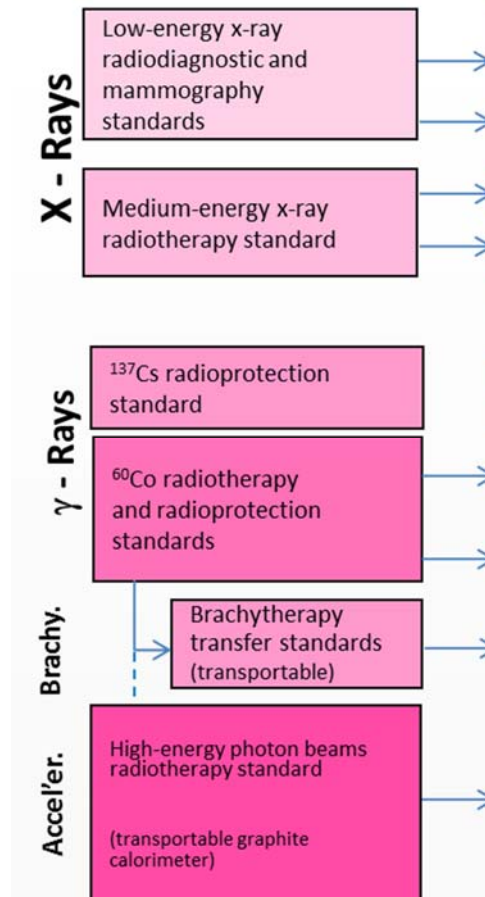 X - Rays
Low-energy x-ray
radiodiagnostic and
mammography
standards
Medium-energy x-ray
radiotherapy standard
γ - Rays
¹³⁷Cs radioprotection
standard
⁶⁰Co radiotherapy
and radioprotection
standards
Brachy.
Brachytherapy
transfer standards
(transportable)
Accel'er.
High-energy photon beams
radiotherapy standard
(transportable graphite
calorimeter)